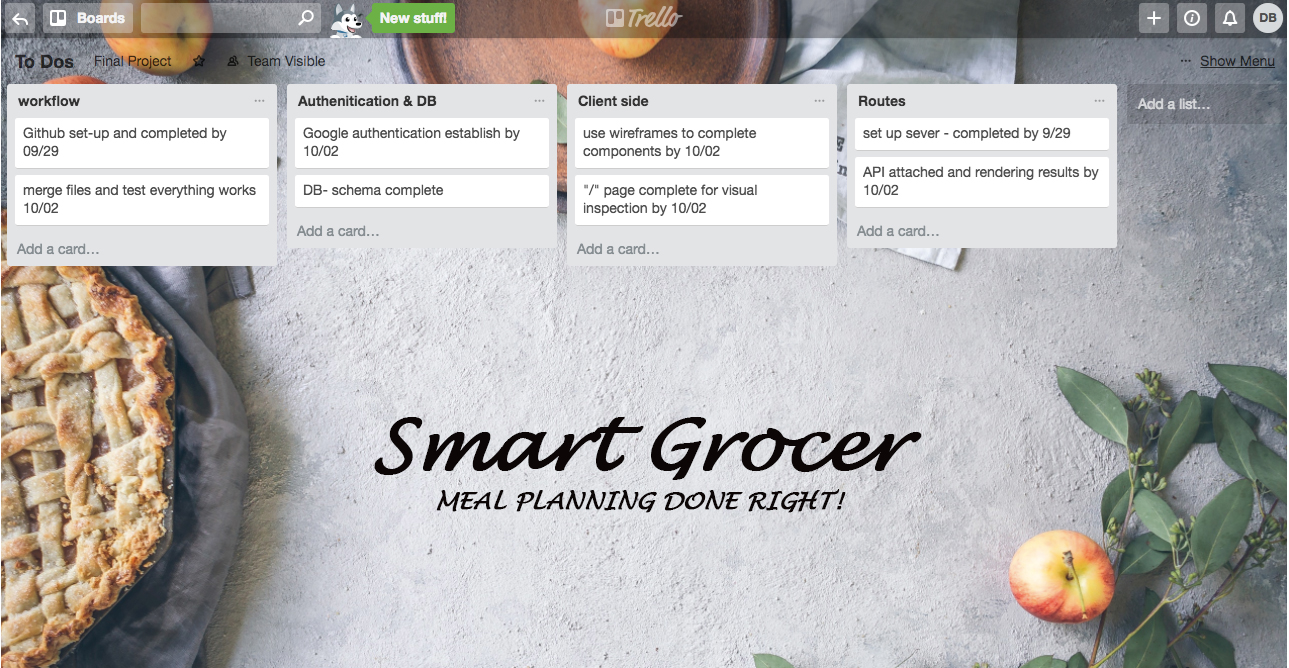 Boards
New stuff!
Trello
DB
To Dos
Final Project
Team Visible
Show Menu
workflow
Github set-up and completed by
09/29
merge files and test everything works
10/02
Add a card…
Authenitication & DB
Google authentication establish by
10/02
DB- schema complete
Add a card…
Client side
use wireframes to complete
components by 10/02
"/" page complete for visual
inspection by 10/02
Add a card…
Routes
set up sever - completed by 9/29
API attached and rendering results by
10/02
Add a card…
Add a list…
Smart Grocer
MEAL PLANNING DONE RIGHT!